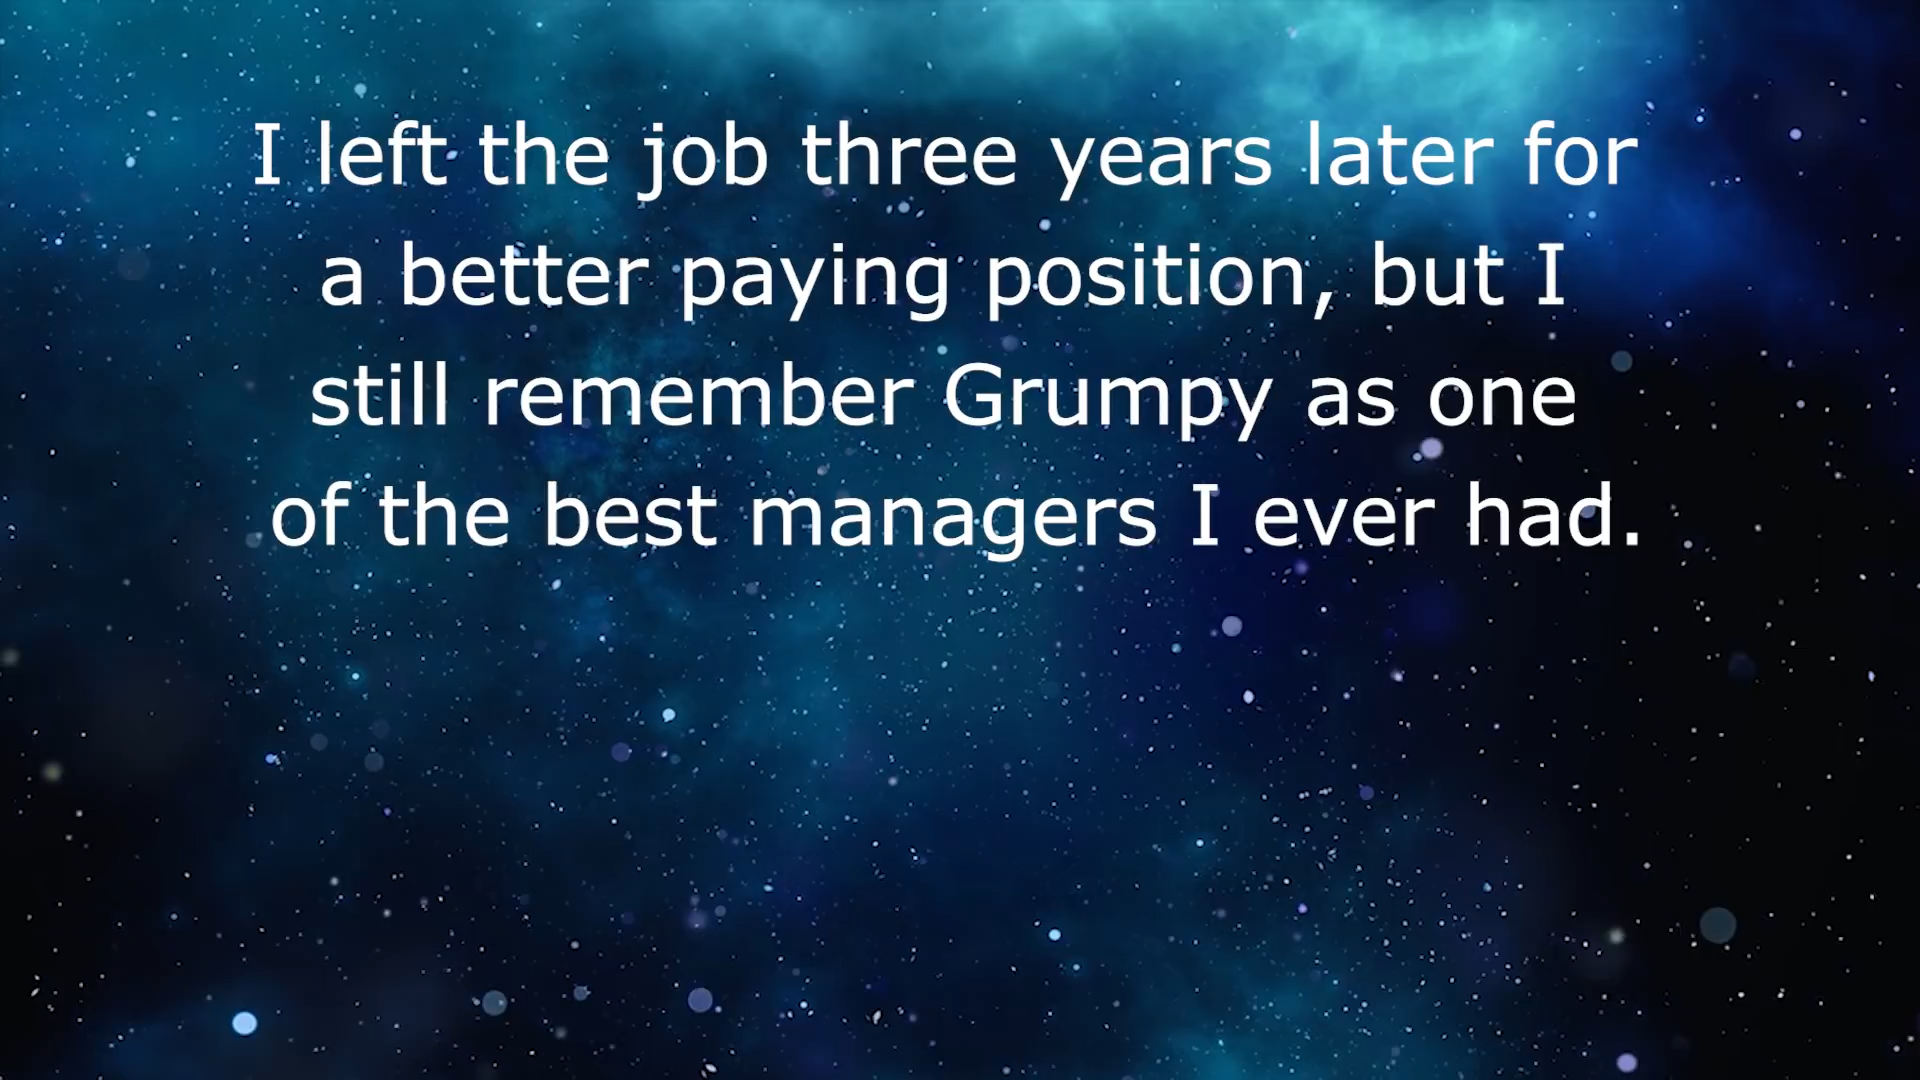 I left the job three years later for
a better paying position, but I
still remember Grumpy as one
of the best managers I ever had.